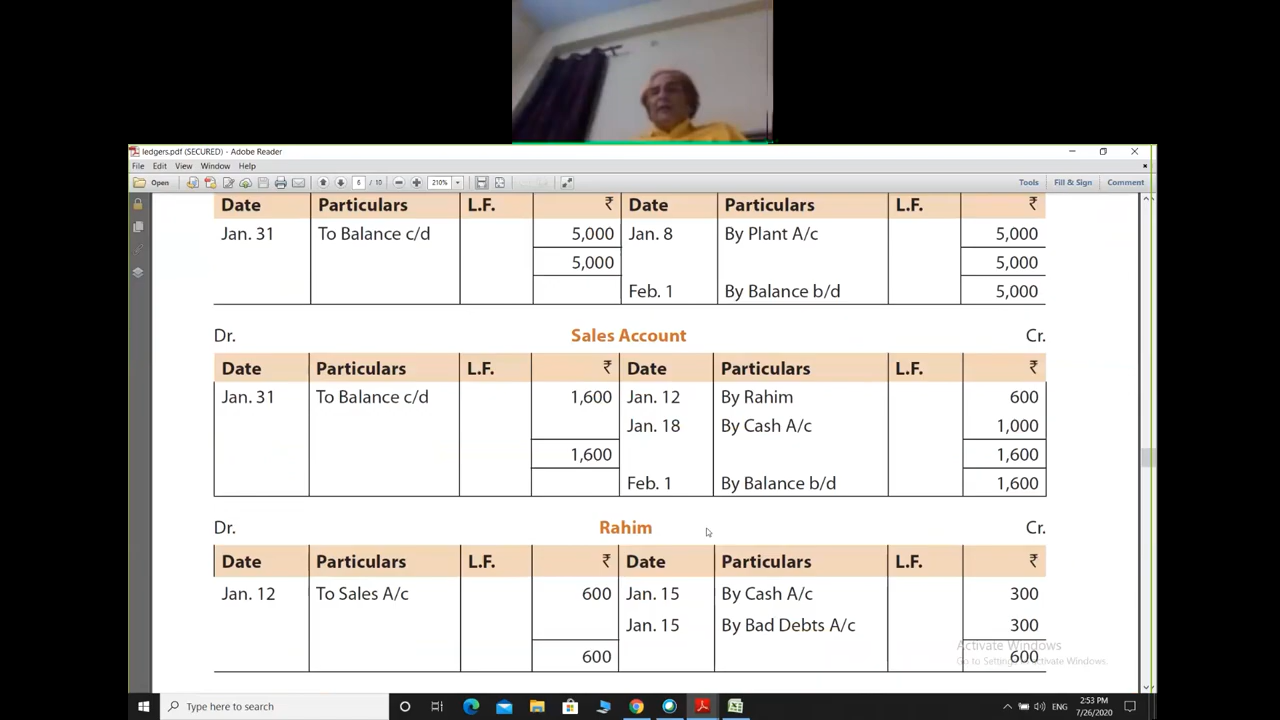 ledgers.pdf (SECURED) - Adobe Reader
File Edit View Window Help
Open 6 / 10 210% Tools Fill & Sign Comment
Date Particulars L.F. ₹ Date Particulars L.F. ₹
Jan. 31 To Balance c/d 5,000 Jan. 8 By Plant A/c 5,000
5,000 5,000
Feb. 1 By Balance b/d 5,000
Dr. Sales Account Cr.
Date Particulars L.F. ₹ Date Particulars L.F. ₹
Jan. 31 To Balance c/d 1,600 Jan. 12 By Rahim 600
Jan. 18 By Cash A/c 1,000
1,600 1,600
Feb. 1 By Balance b/d 1,600
Dr. Rahim Cr.
Date Particulars L.F. ₹ Date Particulars L.F. ₹
Jan. 12 To Sales A/c 600 Jan. 15 By Cash A/c 300
Jan. 15 By Bad Debts A/c 300
600 600
Activate Windows
Go to Settings to activate Windows.
Type here to search ENG 2:53 PM
7/26/2020